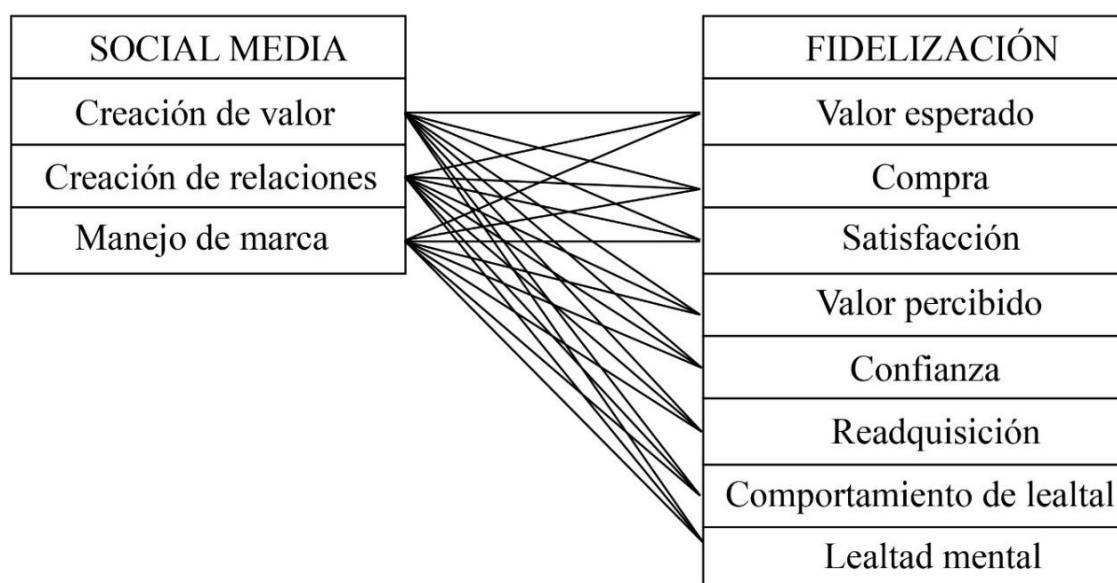 SOCIAL MEDIA
Creación de valor
Creación de relaciones
Manejo de marca
FIDELIZACIÓN
Valor esperado
Compra
Satisfacción
Valor percibido
Confianza
Readquisición
Comportamiento de lealtal
Lealtad mental